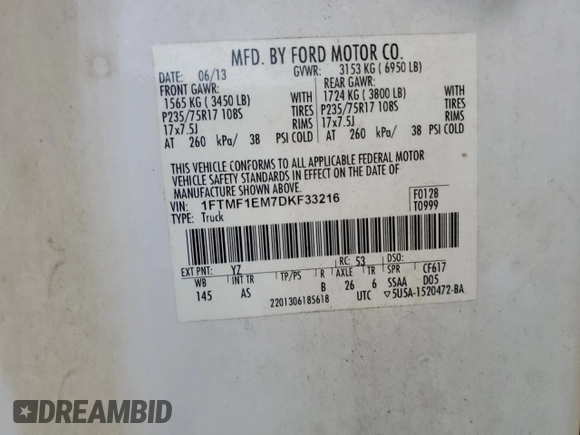 MFD. BY FORD MOTOR CO.
DATE: 06/13 GVWR: 3153 KG ( 6950 LB)
FRONT GAWR: REAR GAWR:
1565 KG ( 3450 LB) WITH 1724 KG ( 3800 LB) WITH
P235/75R17 108S TIRES P235/75R17 108S TIRES
17x7.5J RIMS 17x7.5J RIMS
AT 260 kPa/ 38 PSI COLD AT 260 kPa/ 38 PSI COLD
THIS VEHICLE CONFORMS TO ALL APPLICABLE FEDERAL MOTOR
VEHICLE SAFETY STANDARDS IN EFFECT ON THE DATE OF
MANUFACTURE SHOWN ABOVE.
VIN: 1FTMF1EM7DKF33216 F0128
TYPE: Truck T0999
EXT PNT: YZ RC: 53 DSO:
WB INT TR TP/PS R AXLE TR SPR CF617
145 AS B 26 6 SSAA D05
2201306185618 UTC ▽5U5A-1520472-BA
DREAMBID